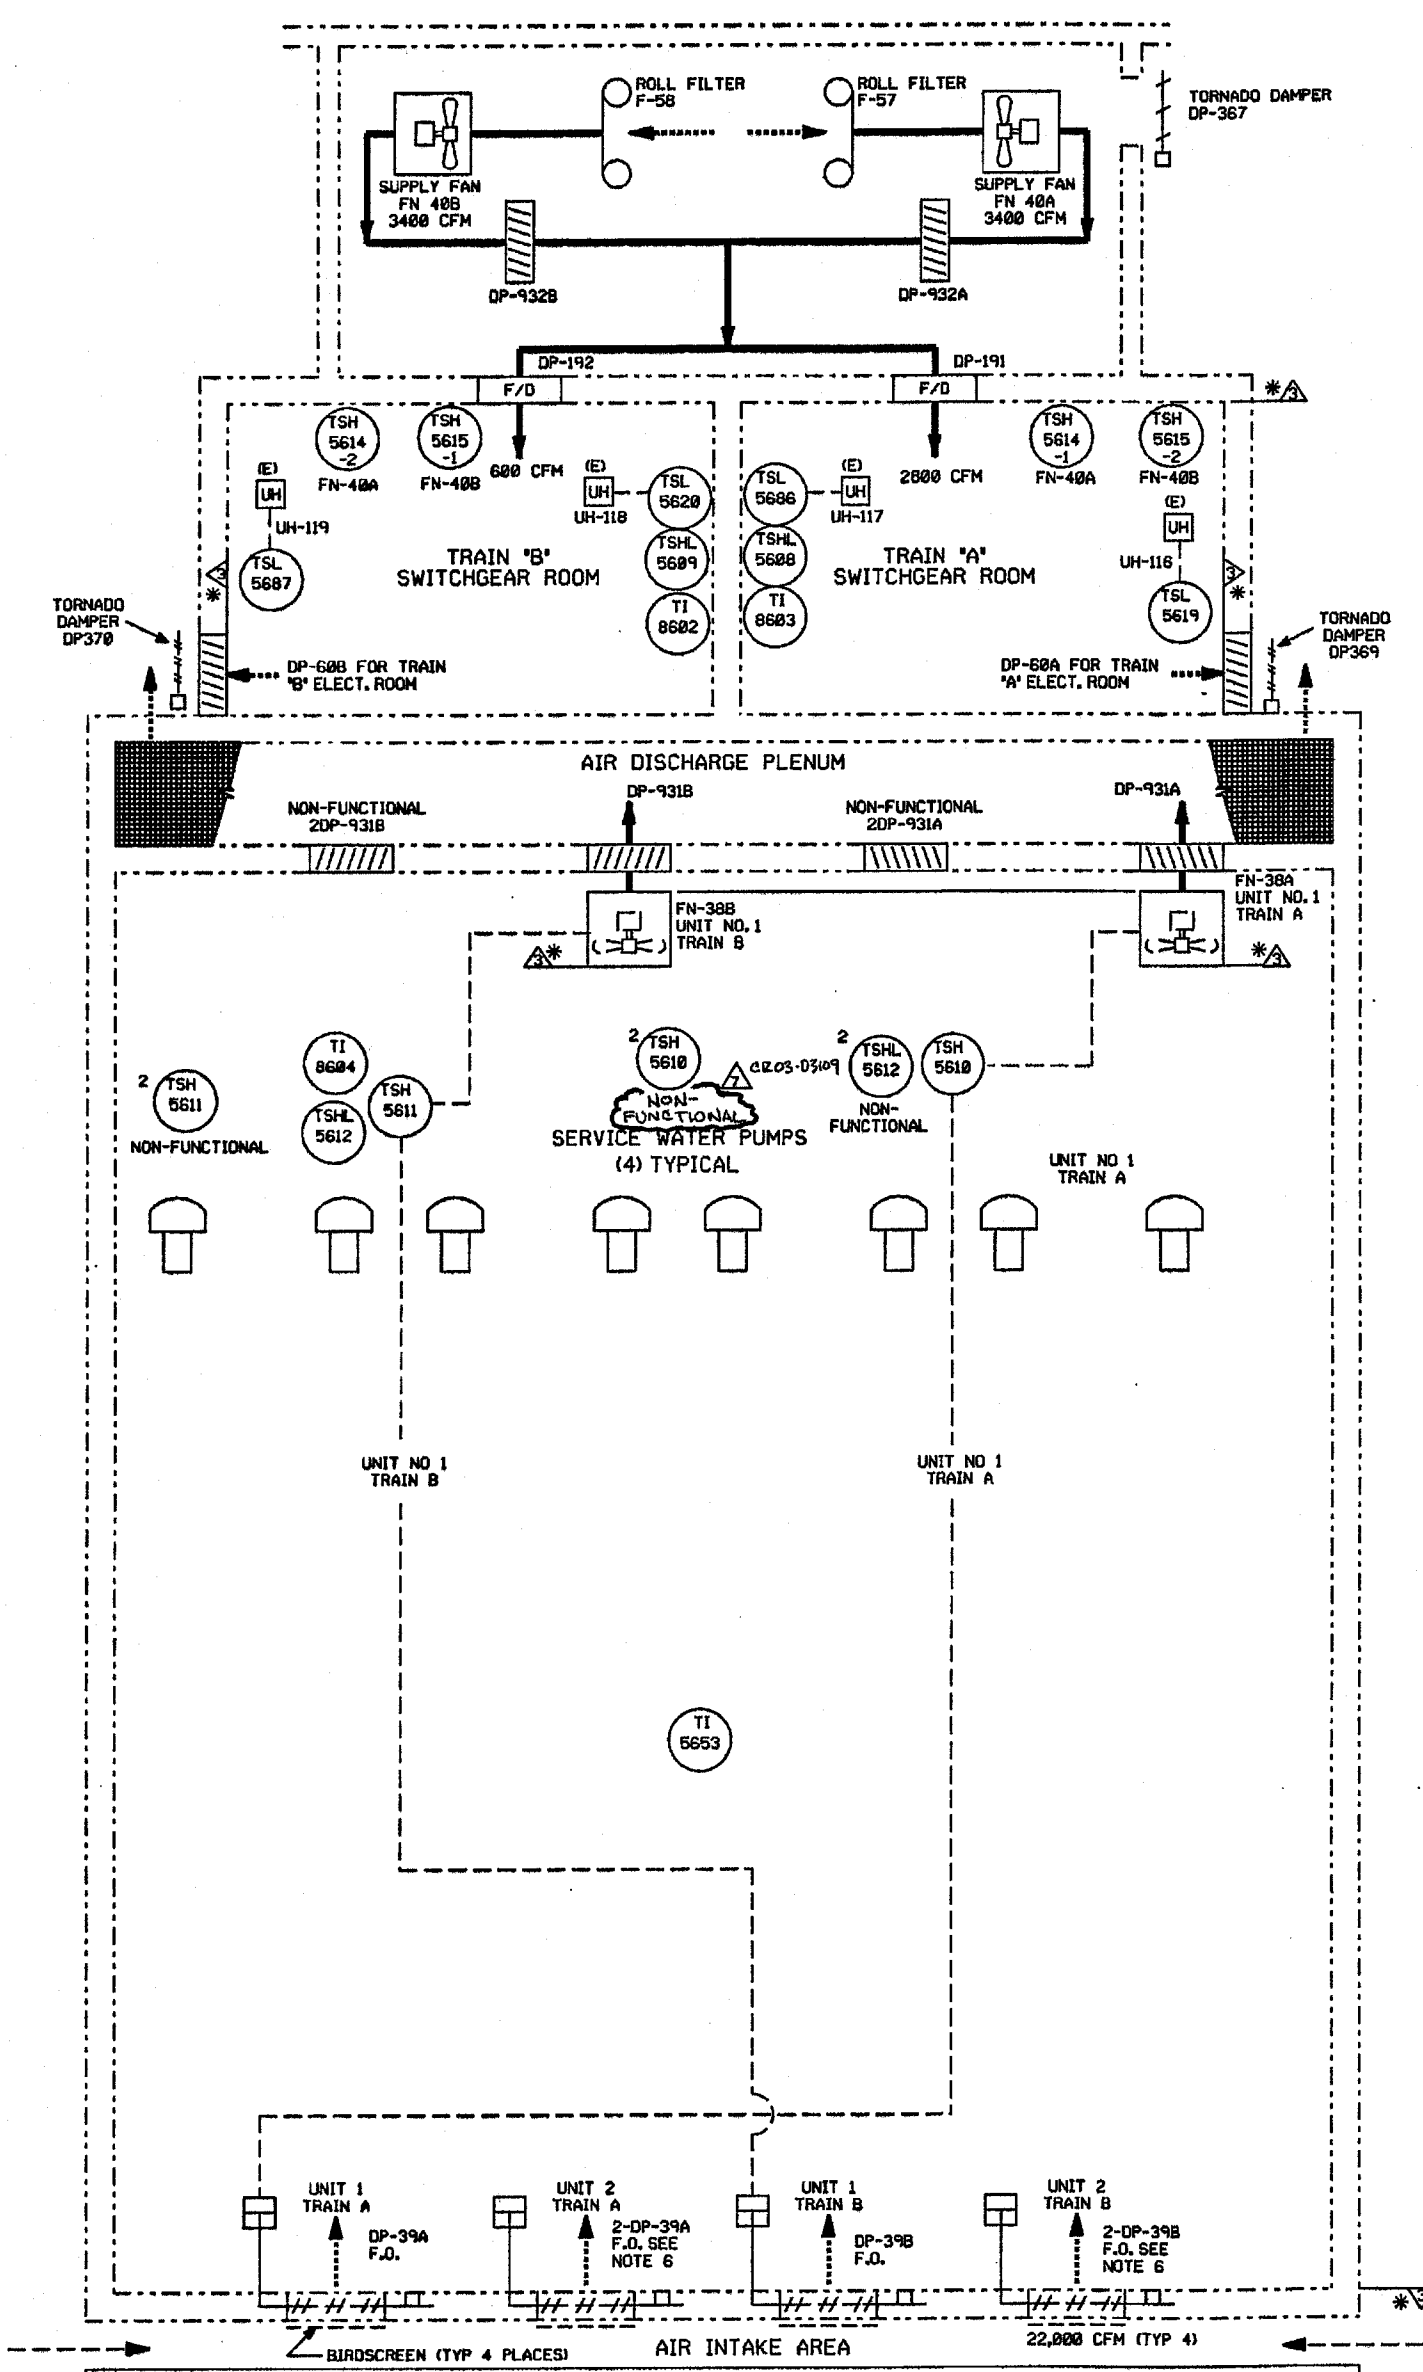 ROLL FILTER
F-58
ROLL FILTER
F-57
TORNADO DAMPER
DP-367
SUPPLY FAN
FN 40B
3400 CFM
SUPPLY FAN
FN 40A
3400 CFM
DP-932B
DP-932A
DP-192
DP-191
F/D
F/D
* 3
TSH
5614
-2
FN-40A
TSH
5615
-1
FN-40B
600 CFM
2800 CFM
TSH
5614
-1
FN-40A
TSH
5615
-2
FN-40B
(E)
UH
UH-119
TSL
5687
(E)
UH
UH-118
TSL
5620
TSHL
5609
TI
8602
TSL
5686
TSHL
5608
TI
8603
(E)
UH
UH-117
(E)
UH
UH-116
TSL
5619
TRAIN "B"
SWITCHGEAR ROOM
TRAIN "A"
SWITCHGEAR ROOM
3
*
3
*
TORNADO
DAMPER
DP370
TORNADO
DAMPER
DP369
DP-60B FOR TRAIN
"B" ELECT. ROOM
DP-60A FOR TRAIN
"A" ELECT. ROOM
AIR DISCHARGE PLENUM
NON-FUNCTIONAL
2DP-931B
DP-931B
NON-FUNCTIONAL
2DP-931A
DP-931A
FN-38B
UNIT NO. 1
TRAIN B
FN-38A
UNIT NO. 1
TRAIN A
3 *
* 3
2
TSH
5611
NON-FUNCTIONAL
TI
8604
TSHL
5612
TSH
5611
2
TSH
5610
7
CR03-03109
NON-
FUNCTIONAL
2
TSHL
5612
NON-
FUNCTIONAL
TSH
5610
SERVICE WATER PUMPS
(4) TYPICAL
UNIT NO 1
TRAIN A
UNIT NO 1
TRAIN B
UNIT NO 1
TRAIN A
TI
5653
UNIT 1
TRAIN A
DP-39A
F.O.
UNIT 2
TRAIN A
2-DP-39A
F.O. SEE
NOTE 6
UNIT 1
TRAIN B
DP-39B
F.O.
UNIT 2
TRAIN B
2-DP-39B
F.O. SEE
NOTE 6
* 3
BIRDSCREEN (TYP 4 PLACES)
AIR INTAKE AREA
22,000 CFM (TYP 4)